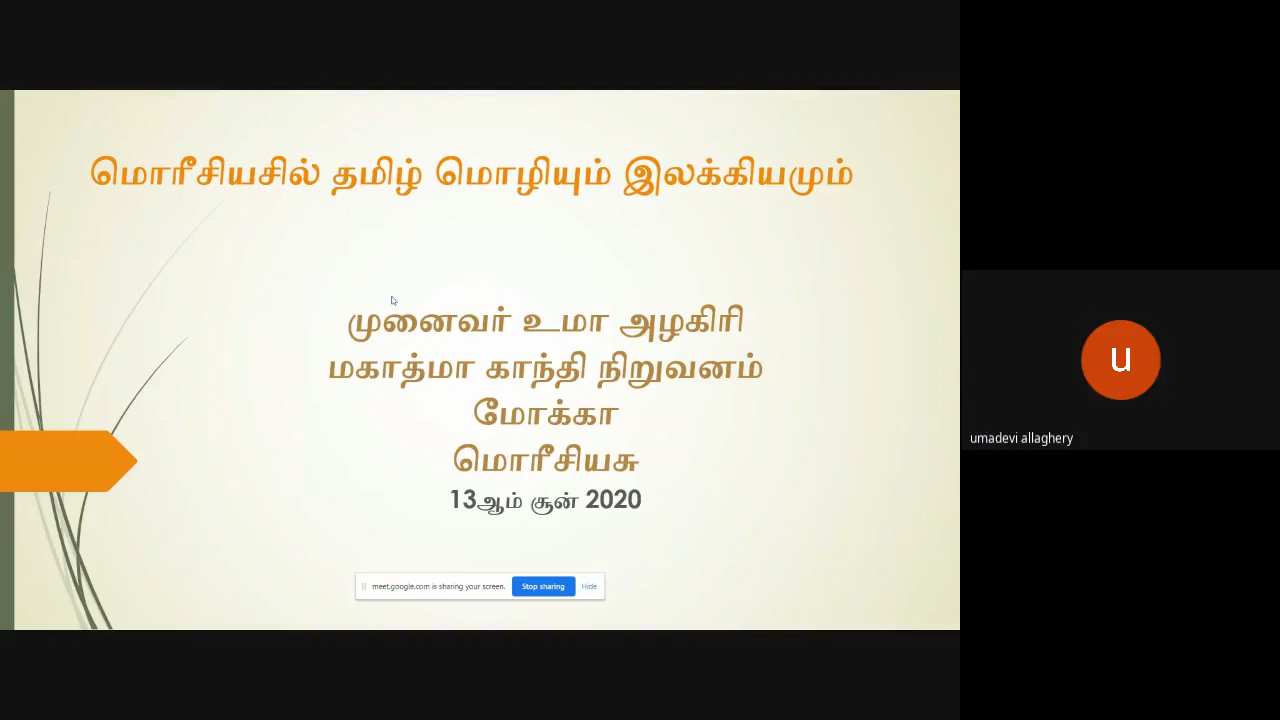 மொரீசியசில் தமிழ் மொழியும் இலக்கியமும்
முனைவர் உமா அழகிரி
மகாத்மா காந்தி நிறுவனம்
மோக்கா
மொரீசியசு
13ஆம் சூன் 2020
meet.google.com is sharing your screen. Stop sharing Hide
u
umadevi allaghery